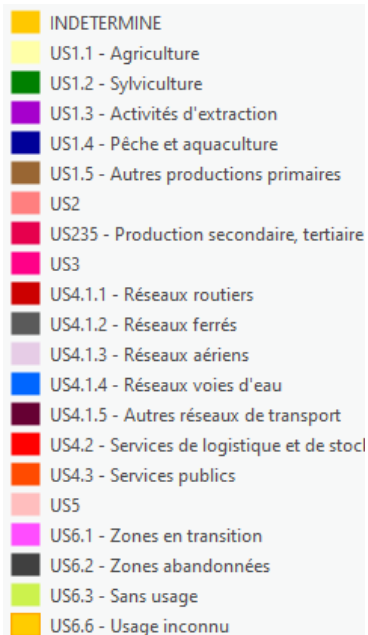 INDETERMINE
US1.1 - Agriculture
US1.2 - Sylviculture
US1.3 - Activités d'extraction
US1.4 - Pêche et aquaculture
US1.5 - Autres productions primaires
US2
US235 - Production secondaire, tertiaire
US3
US4.1.1 - Réseaux routiers
US4.1.2 - Réseaux ferrés
US4.1.3 - Réseaux aériens
US4.1.4 - Réseaux voies d'eau
US4.1.5 - Autres réseaux de transport
US4.2 - Services de logistique et de stoc
US4.3 - Services publics
US5
US6.1 - Zones en transition
US6.2 - Zones abandonnées
US6.3 - Sans usage
US6.6 - Usage inconnu